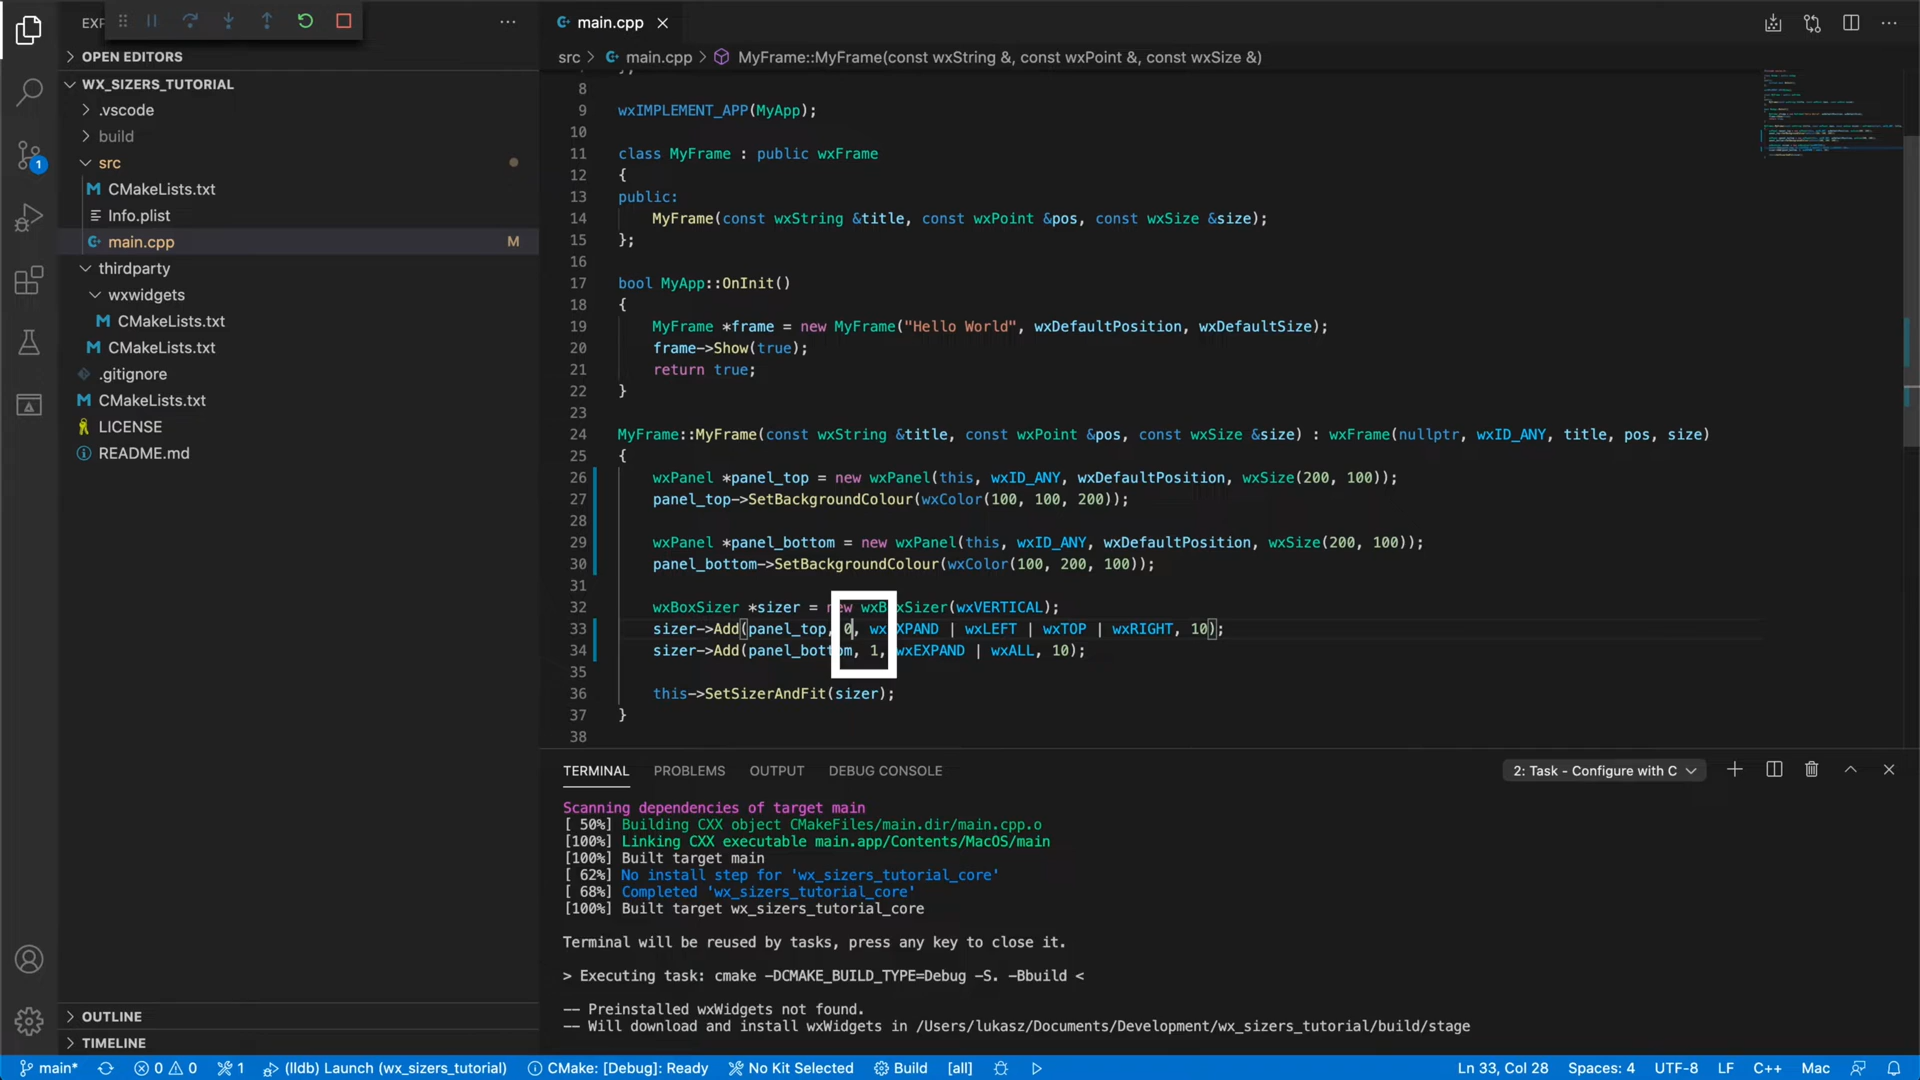 EXP
OPEN EDITORS
WX_SIZERS_TUTORIAL
.vscode
build
src
CMakeLists.txt
Info.plist
main.cpp M
thirdparty
wxwidgets
CMakeLists.txt
CMakeLists.txt
.gitignore
CMakeLists.txt
LICENSE
README.md
OUTLINE
TIMELINE
1
main.cpp
src > main.cpp > MyFrame::MyFrame(const wxString &, const wxPoint &, const wxSize &)
8
9 wxIMPLEMENT_APP(MyApp);
10
11 class MyFrame : public wxFrame
12 {
13 public:
14 MyFrame(const wxString &title, const wxPoint &pos, const wxSize &size);
15 };
16
17 bool MyApp::OnInit()
18 {
19 MyFrame *frame = new MyFrame("Hello World", wxDefaultPosition, wxDefaultSize);
20 frame->Show(true);
21 return true;
22 }
23
24 MyFrame::MyFrame(const wxString &title, const wxPoint &pos, const wxSize &size) : wxFrame(nullptr, wxID_ANY, title, pos, size)
25 {
26 wxPanel *panel_top = new wxPanel(this, wxID_ANY, wxDefaultPosition, wxSize(200, 100));
27 panel_top->SetBackgroundColour(wxColor(100, 100, 200));
28
29 wxPanel *panel_bottom = new wxPanel(this, wxID_ANY, wxDefaultPosition, wxSize(200, 100));
30 panel_bottom->SetBackgroundColour(wxColor(100, 200, 100));
31
32 wxBoxSizer *sizer = new wxBoxSizer(wxVERTICAL);
33 sizer->Add(panel_top, 0, wxEXPAND | wxLEFT | wxTOP | wxRIGHT, 10);
34 sizer->Add(panel_bottom, 1, wxEXPAND | wxALL, 10);
35
36 this->SetSizerAndFit(sizer);
37 }
38
TERMINAL PROBLEMS OUTPUT DEBUG CONSOLE 2: Task - Configure with C
Scanning dependencies of target main
[ 50%] Building CXX object CMakeFiles/main.dir/main.cpp.o
[100%] Linking CXX executable main.app/Contents/MacOS/main
[100%] Built target main
[ 62%] No install step for 'wx_sizers_tutorial_core'
[ 68%] Completed 'wx_sizers_tutorial_core'
[100%] Built target wx_sizers_tutorial_core
Terminal will be reused by tasks, press any key to close it.
> Executing task: cmake -DCMAKE_BUILD_TYPE=Debug -S. -Bbuild <
-- Preinstalled wxWidgets not found.
-- Will download and install wxWidgets in /Users/lukasz/Documents/Development/wx_sizers_tutorial/build/stage
main* 0 0 1 (lldb) Launch (wx_sizers_tutorial) CMake: [Debug]: Ready No Kit Selected Build [all] Ln 33, Col 28 Spaces: 4 UTF-8 LF C++ Mac